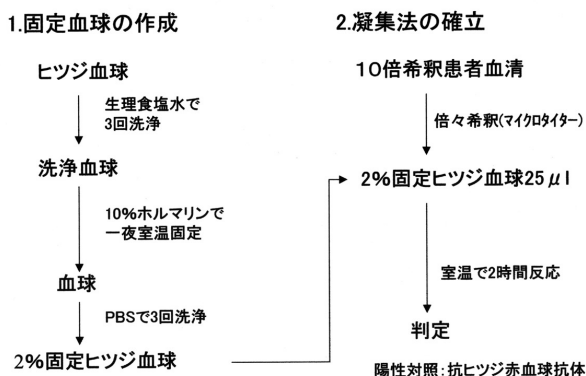 1.固定血球の作成
ヒツジ血球
生理食塩水で
3回洗浄
洗浄血球
10%ホルマリンで
一夜室温固定
血球
PBSで3回洗浄
2%固定ヒツジ血球
2.凝集法の確立
10倍希釈患者血清
倍々希釈(マイクロタイター)
2%固定ヒツジ血球25μl
室温で2時間反応
判定
陽性対照:抗ヒツジ赤血球抗体